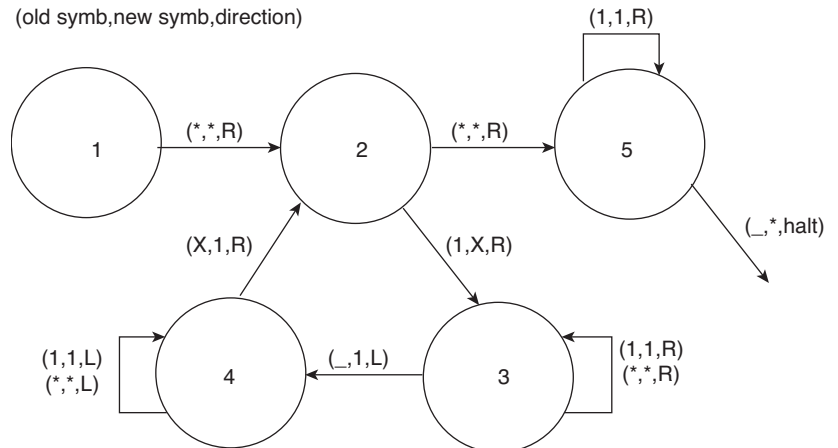 (old symb,new symb,direction)
(1,1,R)
1
(*,*,R)
2
(*,*,R)
5
(_,*,halt)
(X,1,R)
(1,X,R)
(1,1,L)
(*,*,L)
4
(_,1,L)
3
(1,1,R)
(*,*,R)